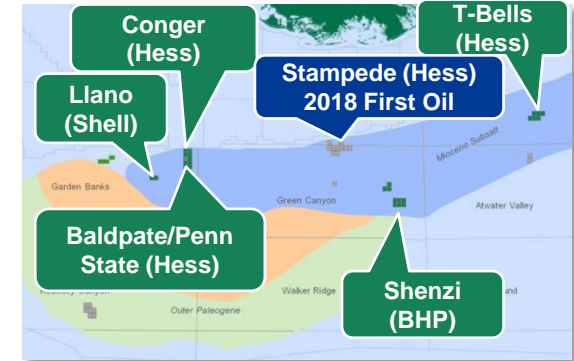 Conger
(Hess)
T-Bells
(Hess)
Stampede (Hess)
2018 First Oil
Llano
(Shell)
Mioceno Subsalt
Garden Banks
Green Canyon
Atwater Valley
Baldpate/Penn
State (Hess)
Shenzi
(BHP)
Walker Ridge
Outer Paleogene